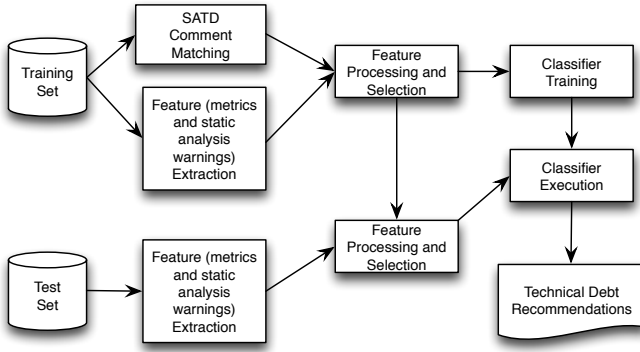 SATD
Comment
Matching
Training
Set
Feature (metrics
and static
analysis
warnings)
Extraction
Feature
Processing and
Selection
Classifier
Training
Classifier
Execution
Test
Set
Feature (metrics
and static
analysis
warnings)
Extraction
Feature
Processing and
Selection
Technical Debt
Recommendations